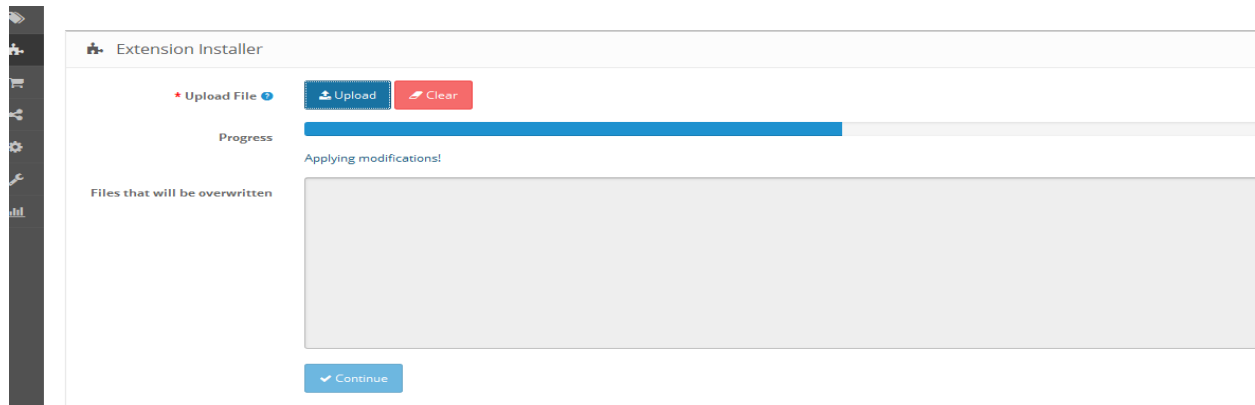 Extension Installer
* Upload File Upload Clear
Progress
Applying modifications!
Files that will be overwritten
Continue